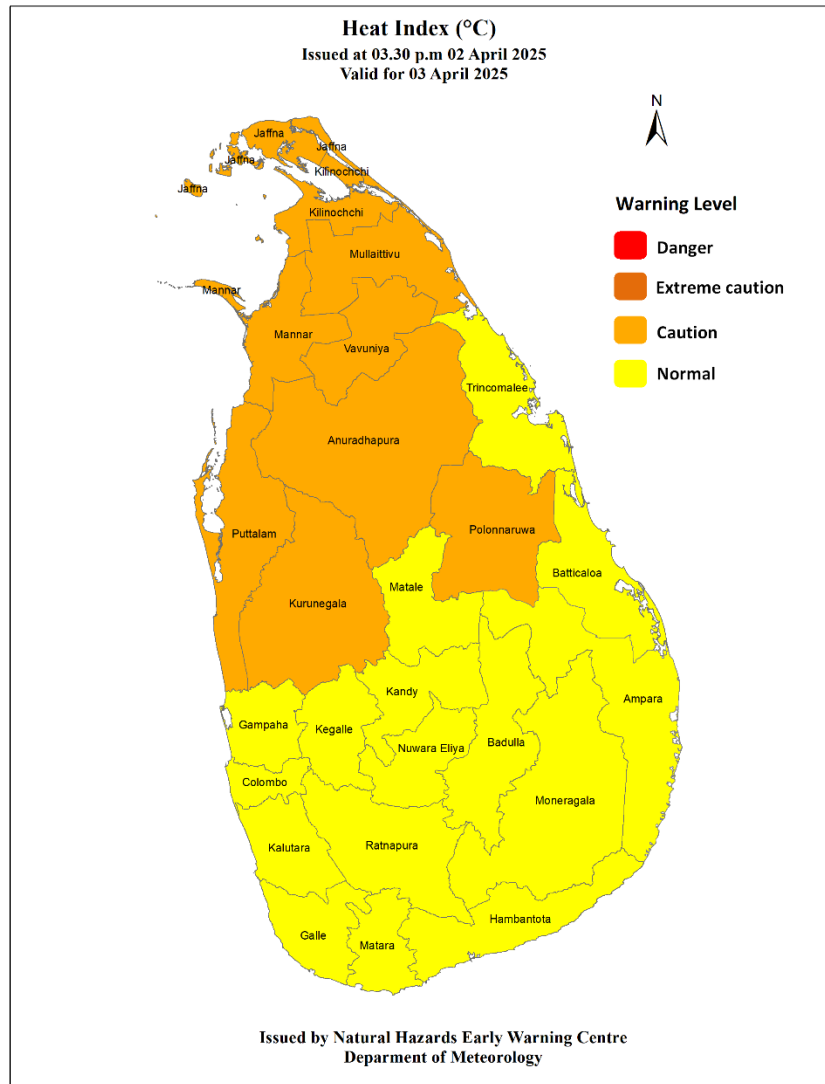 Heat Index (°C)
Issued at 03.30 p.m 02 April 2025
Valid for 03 April 2025
N
Warning Level
Danger
Extreme caution
Caution
Normal
Jaffna
Jaffna
Jaffna
Kilinochchi
Jaffna
Kilinochchi
Mullaittivu
Mannar
Mannar
Vavuniya
Trincomalee
Anuradhapura
Polonnaruwa
Puttalam
Batticaloa
Matale
Kurunegala
Kandy
Ampara
Gampaha
Kegalle
Nuwara Eliya
Badulla
Colombo
Moneragala
Kalutara
Ratnapura
Hambantota
Galle
Matara
Issued by Natural Hazards Early Warning Centre
Deparment of Meteorology